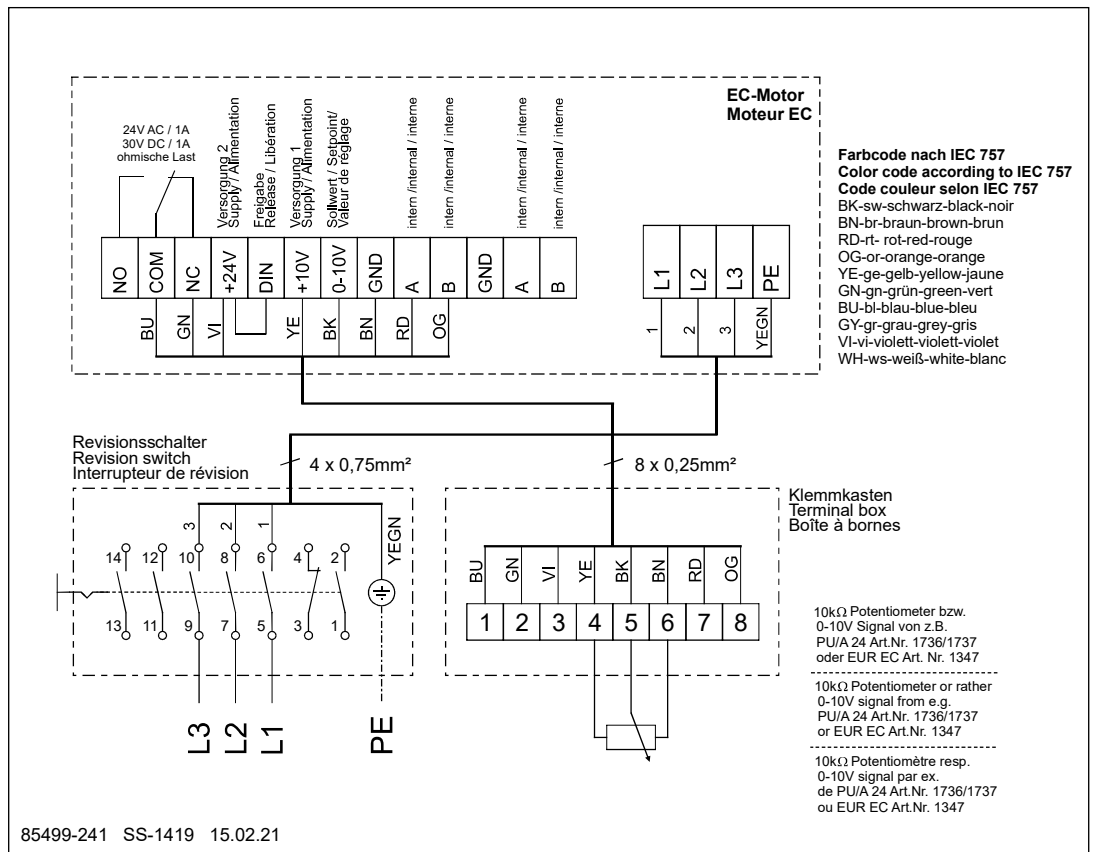 EC-Motor
Moteur EC
24V AC / 1A
30V DC / 1A
ohmische Last
Versorgung 2
Supply / Alimentation
Freigabe
Release / Libération
Versorgung 1
Supply / Alimentation
Sollwert / Setpoint/
Valeur de réglage
intern /internal / interne
intern /internal / interne
intern /internal / interne
intern /internal / interne
NO
COM
NC
+24V
DIN
+10V
0-10V
GND
A
B
GND
A
B
L1
L2
L3
PE
BU
GN
VI
YE
BK
BN
RD
OG
1
2
3
YEGN
Farbcode nach IEC 757
Color code according to IEC 757
Code couleur selon IEC 757
BK-sw-schwarz-black-noir
BN-br-braun-brown-brun
RD-rt- rot-red-rouge
OG-or-orange-orange
YE-ge-gelb-yellow-jaune
GN-gn-grün-green-vert
BU-bl-blau-blue-bleu
GY-gr-grau-grey-gris
VI-vi-violett-violett-violet
WH-ws-weiß-white-blanc
Revisionsschalter
Revision switch
Interrupteur de révision
4 x 0,75mm²
8 x 0,25mm²
Klemmkasten
Terminal box
Boîte à bornes
3
2
1
YEGN
14
12
10
8
6
4
2
13
11
9
7
5
3
1
L3
L2
L1
PE
BU
GN
VI
YE
BK
BN
RD
OG
1
2
3
4
5
6
7
8
10kΩ Potentiometer bzw.
0-10V Signal von z.B.
PU/A 24 Art.Nr. 1736/1737
oder EUR EC Art. Nr. 1347
10kΩ Potentiometer or rather
0-10V signal from e.g.
PU/A 24 Art.Nr. 1736/1737
or EUR EC Art.Nr. 1347
10kΩ Potentiomètre resp.
0-10V signal par ex.
de PU/A 24 Art.Nr. 1736/1737
ou EUR EC Art.Nr. 1347
85499-241 SS-1419 15.02.21